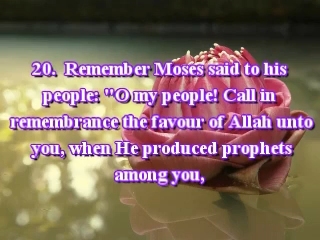 20.  Remember Moses said to his
people: "O my people! Call in
remembrance the favour of Allah unto
you, when He produced prophets
among you,